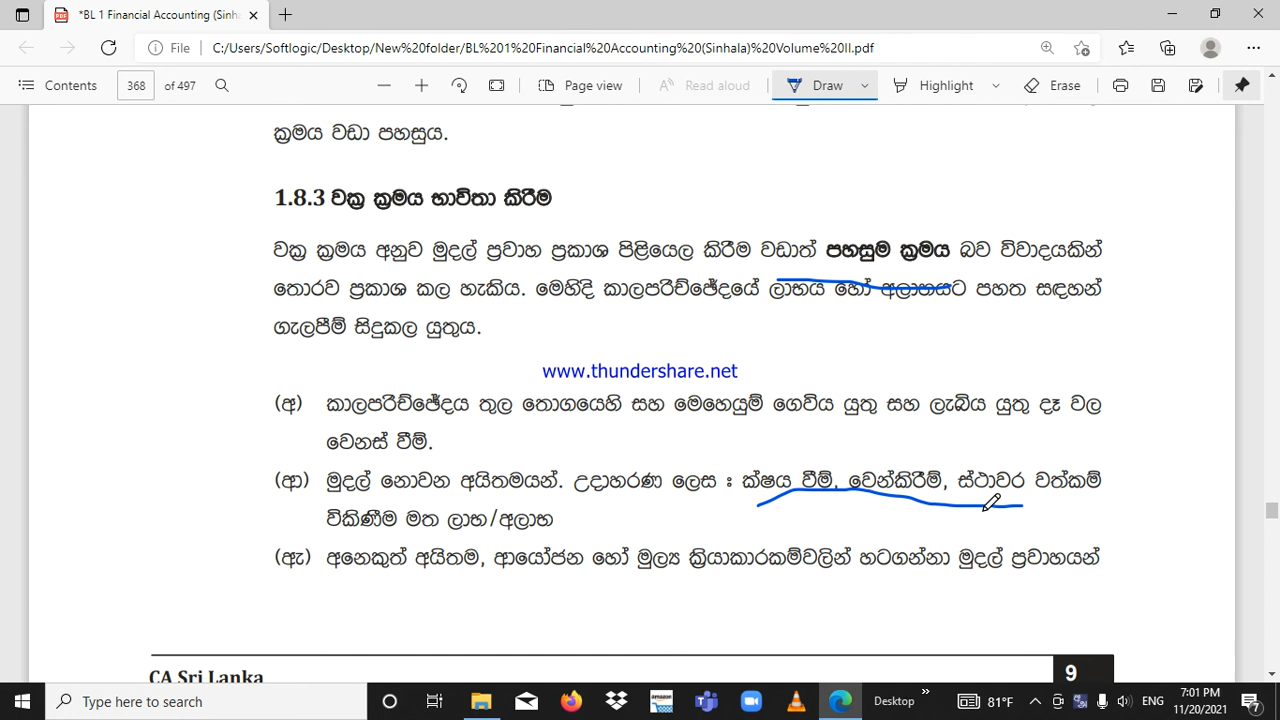 *BL 1 Financial Accounting (Sinha
File
C:/Users/Softlogic/Desktop/New%20folder/BL%201%20Financial%20Accounting%20(Sinhala)%20Volume%20II.pdf
Contents
368
of 497
Page view
Read aloud
Draw
Highlight
Erase
ක්‍රමය වඩා පහසුය.
1.8.3 වක්‍ර ක්‍රමය භාවිතා කිරීම
වක්‍ර ක්‍රමය අනුව මුදල් ප්‍රවාහ ප්‍රකාශ පිළියෙල කිරීම වඩාත් පහසුම ක්‍රමය බව විවාදයකින්
තොරව ප්‍රකාශ කල හැකිය. මෙහිදි කාලපරිච්ඡේදයේ ලාභය හෝ අලාභයට පහත සඳහන්
ගැලපීම් සිදුකල යුතුය.
www.thundershare.net
(අ) කාලපරිච්ඡේදය තුල තොගයෙහි සහ මෙහෙයුම් ගෙවිය යුතු සහ ලැබිය යුතු දෑ වල
වෙනස් වීම්.
(ආ) මුදල් නොවන අයිතමයන්. උදාහරණ ලෙස : ක්ෂය වීම්, වෙන්කිරීම්, ස්ථාවර වත්කම්
විකිණීම මත ලාභ/අලාභ
(ඇ) අනෙකුත් අයිතම, ආයෝජන හෝ මුල්‍ය ක්‍රියාකාරකම්වලින් හටගන්නා මුදල් ප්‍රවාහයන්
CA Sri Lanka
9
Type here to search
amazon
Desktop
81°F
ENG
7:01 PM
11/20/2021
7